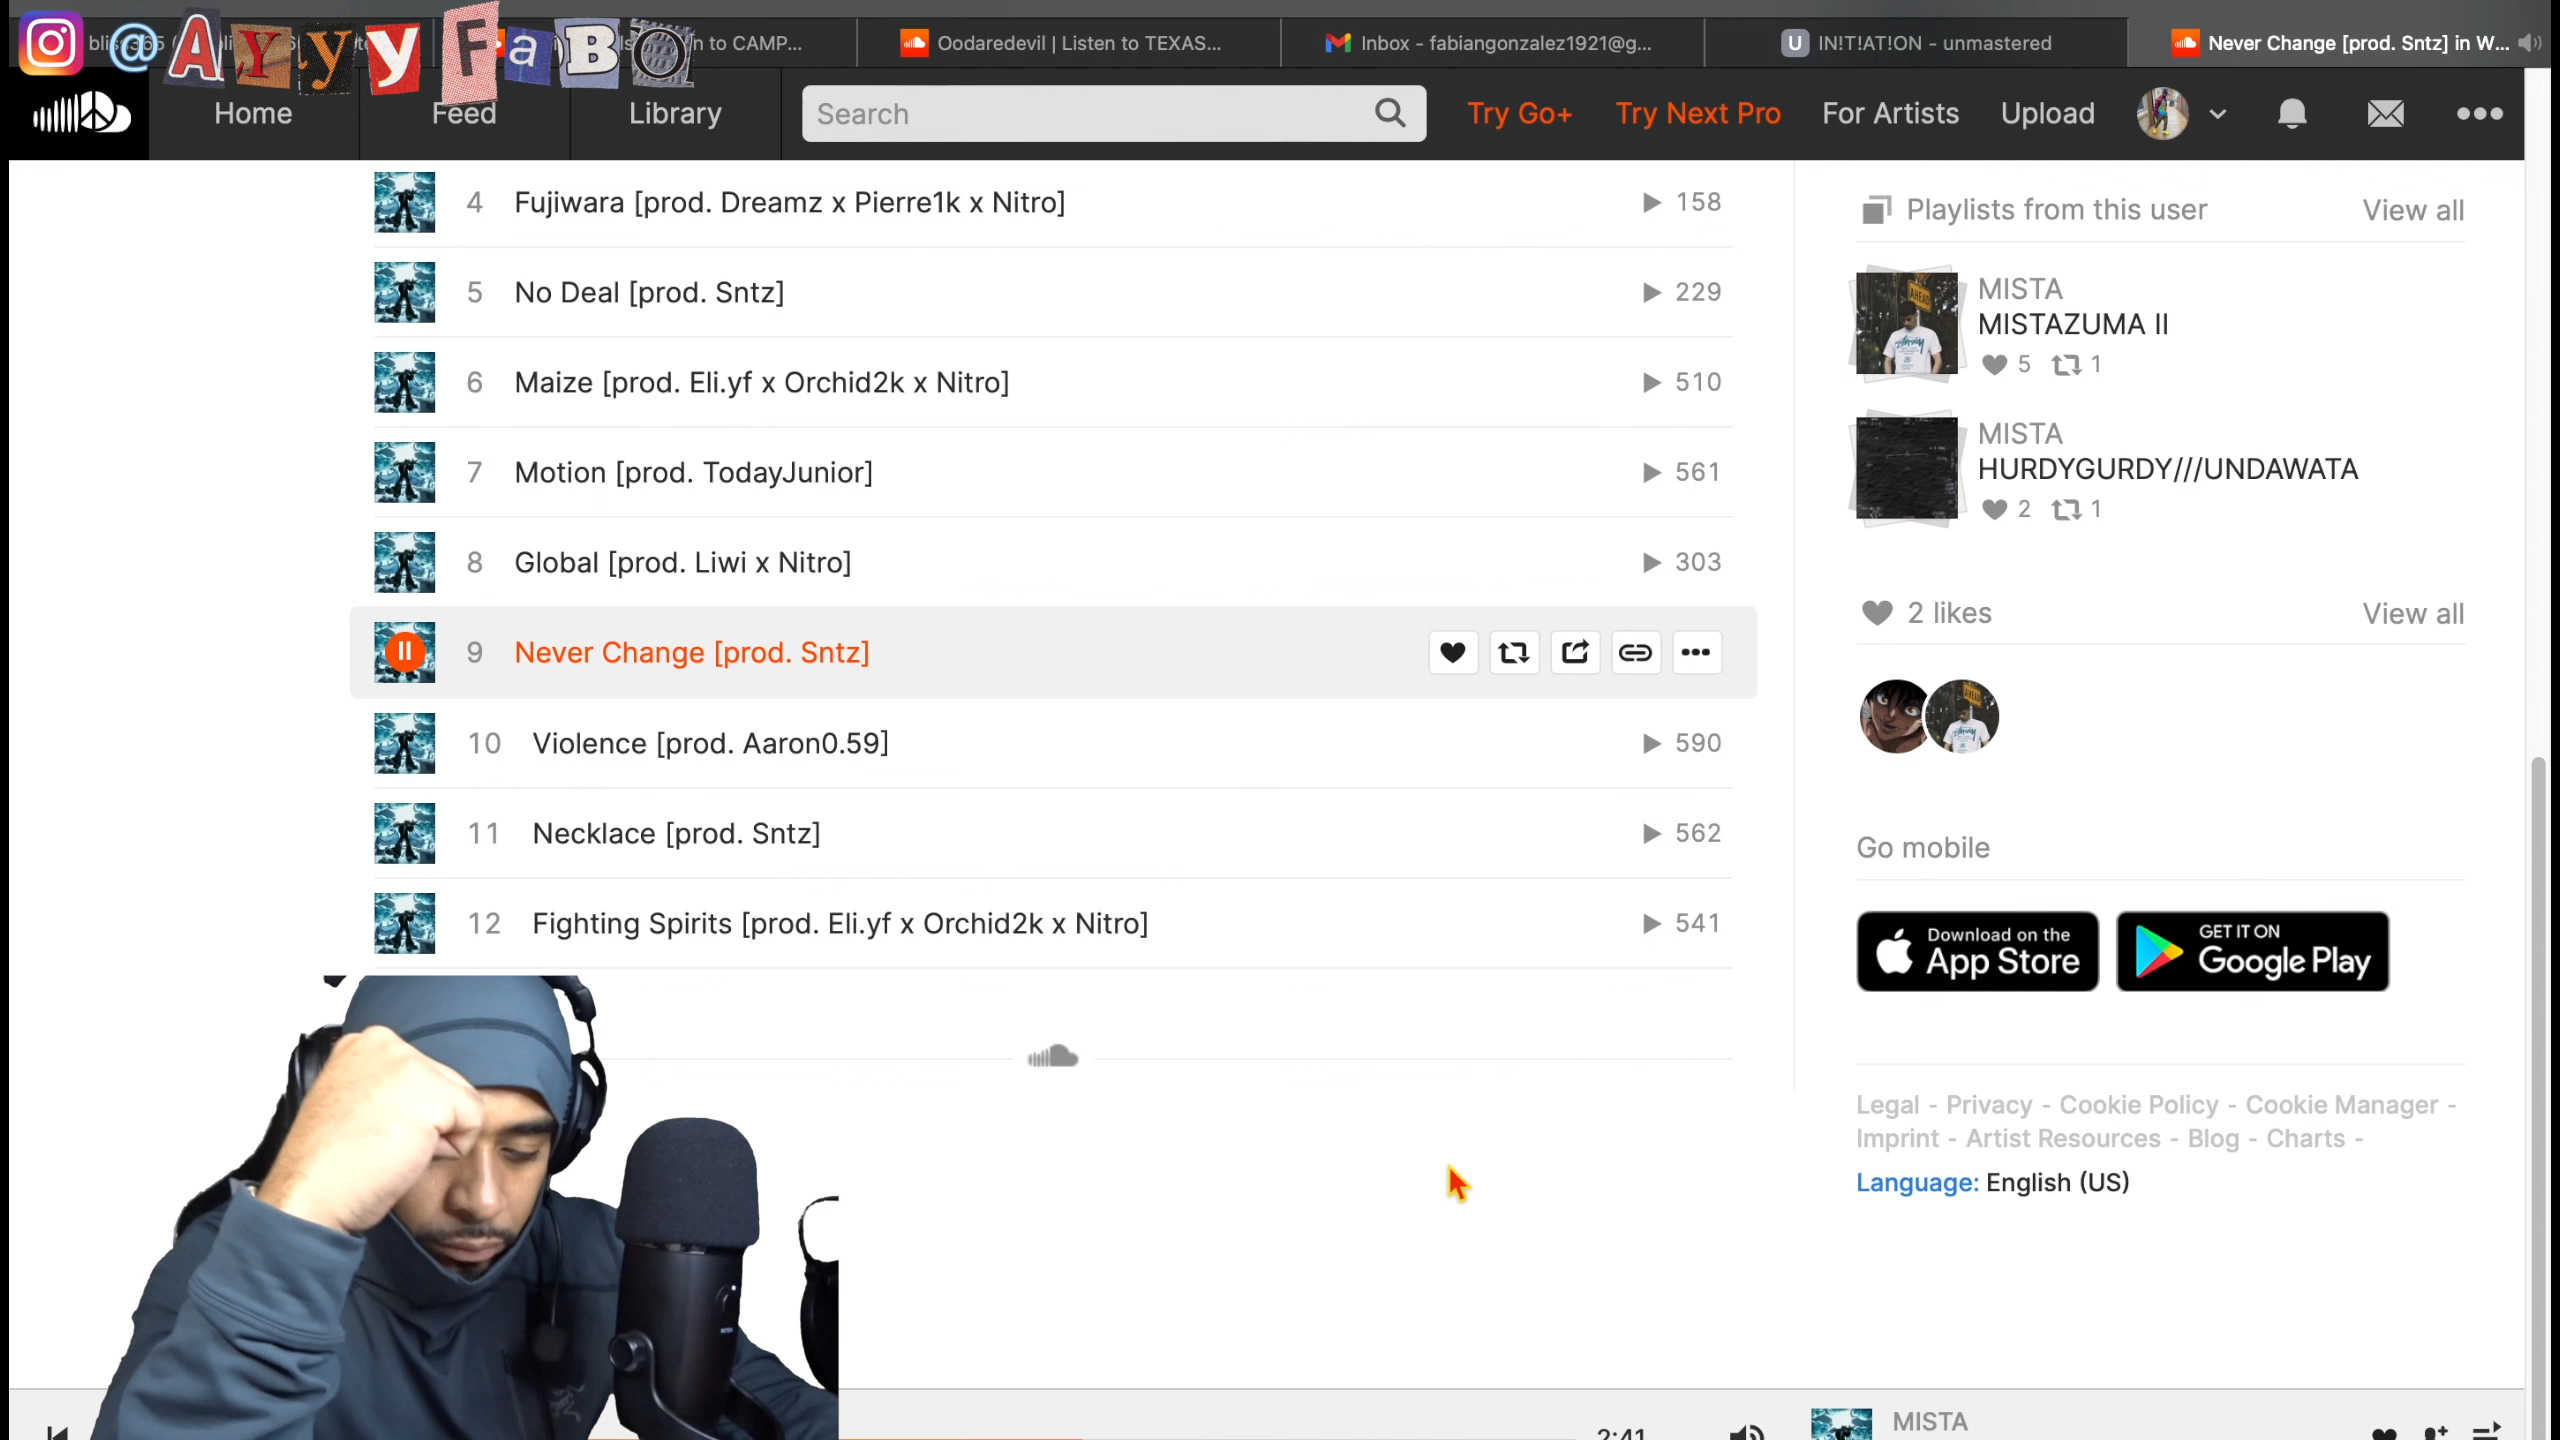 @AyyyFaBO
n to CAMP...
Oodaredevil | Listen to TEXAS...
Inbox - fabiangonzalez1921@g...
U IN!T!AT!ON - unmastered
Never Change [prod. Sntz] in W...
Home
Feed
Library
Search
Try Go+
Try Next Pro
For Artists
Upload
4 Fujiwara [prod. Dreamz x Pierre1k x Nitro] 158
5 No Deal [prod. Sntz] 229
6 Maize [prod. Eli.yf x Orchid2k x Nitro] 510
7 Motion [prod. TodayJunior] 561
8 Global [prod. Liwi x Nitro] 303
9 Never Change [prod. Sntz]
10 Violence [prod. Aaron0.59] 590
11 Necklace [prod. Sntz] 562
12 Fighting Spirits [prod. Eli.yf x Orchid2k x Nitro] 541
Playlists from this user View all
MISTA
MISTAZUMA II
5 1
MISTA
HURDYGURDY///UNDAWATA
2 1
2 likes View all
Go mobile
Download on the
App Store
GET IT ON
Google Play
Legal - Privacy - Cookie Policy - Cookie Manager -
Imprint - Artist Resources - Blog - Charts -
Language: English (US)
2:41
MISTA